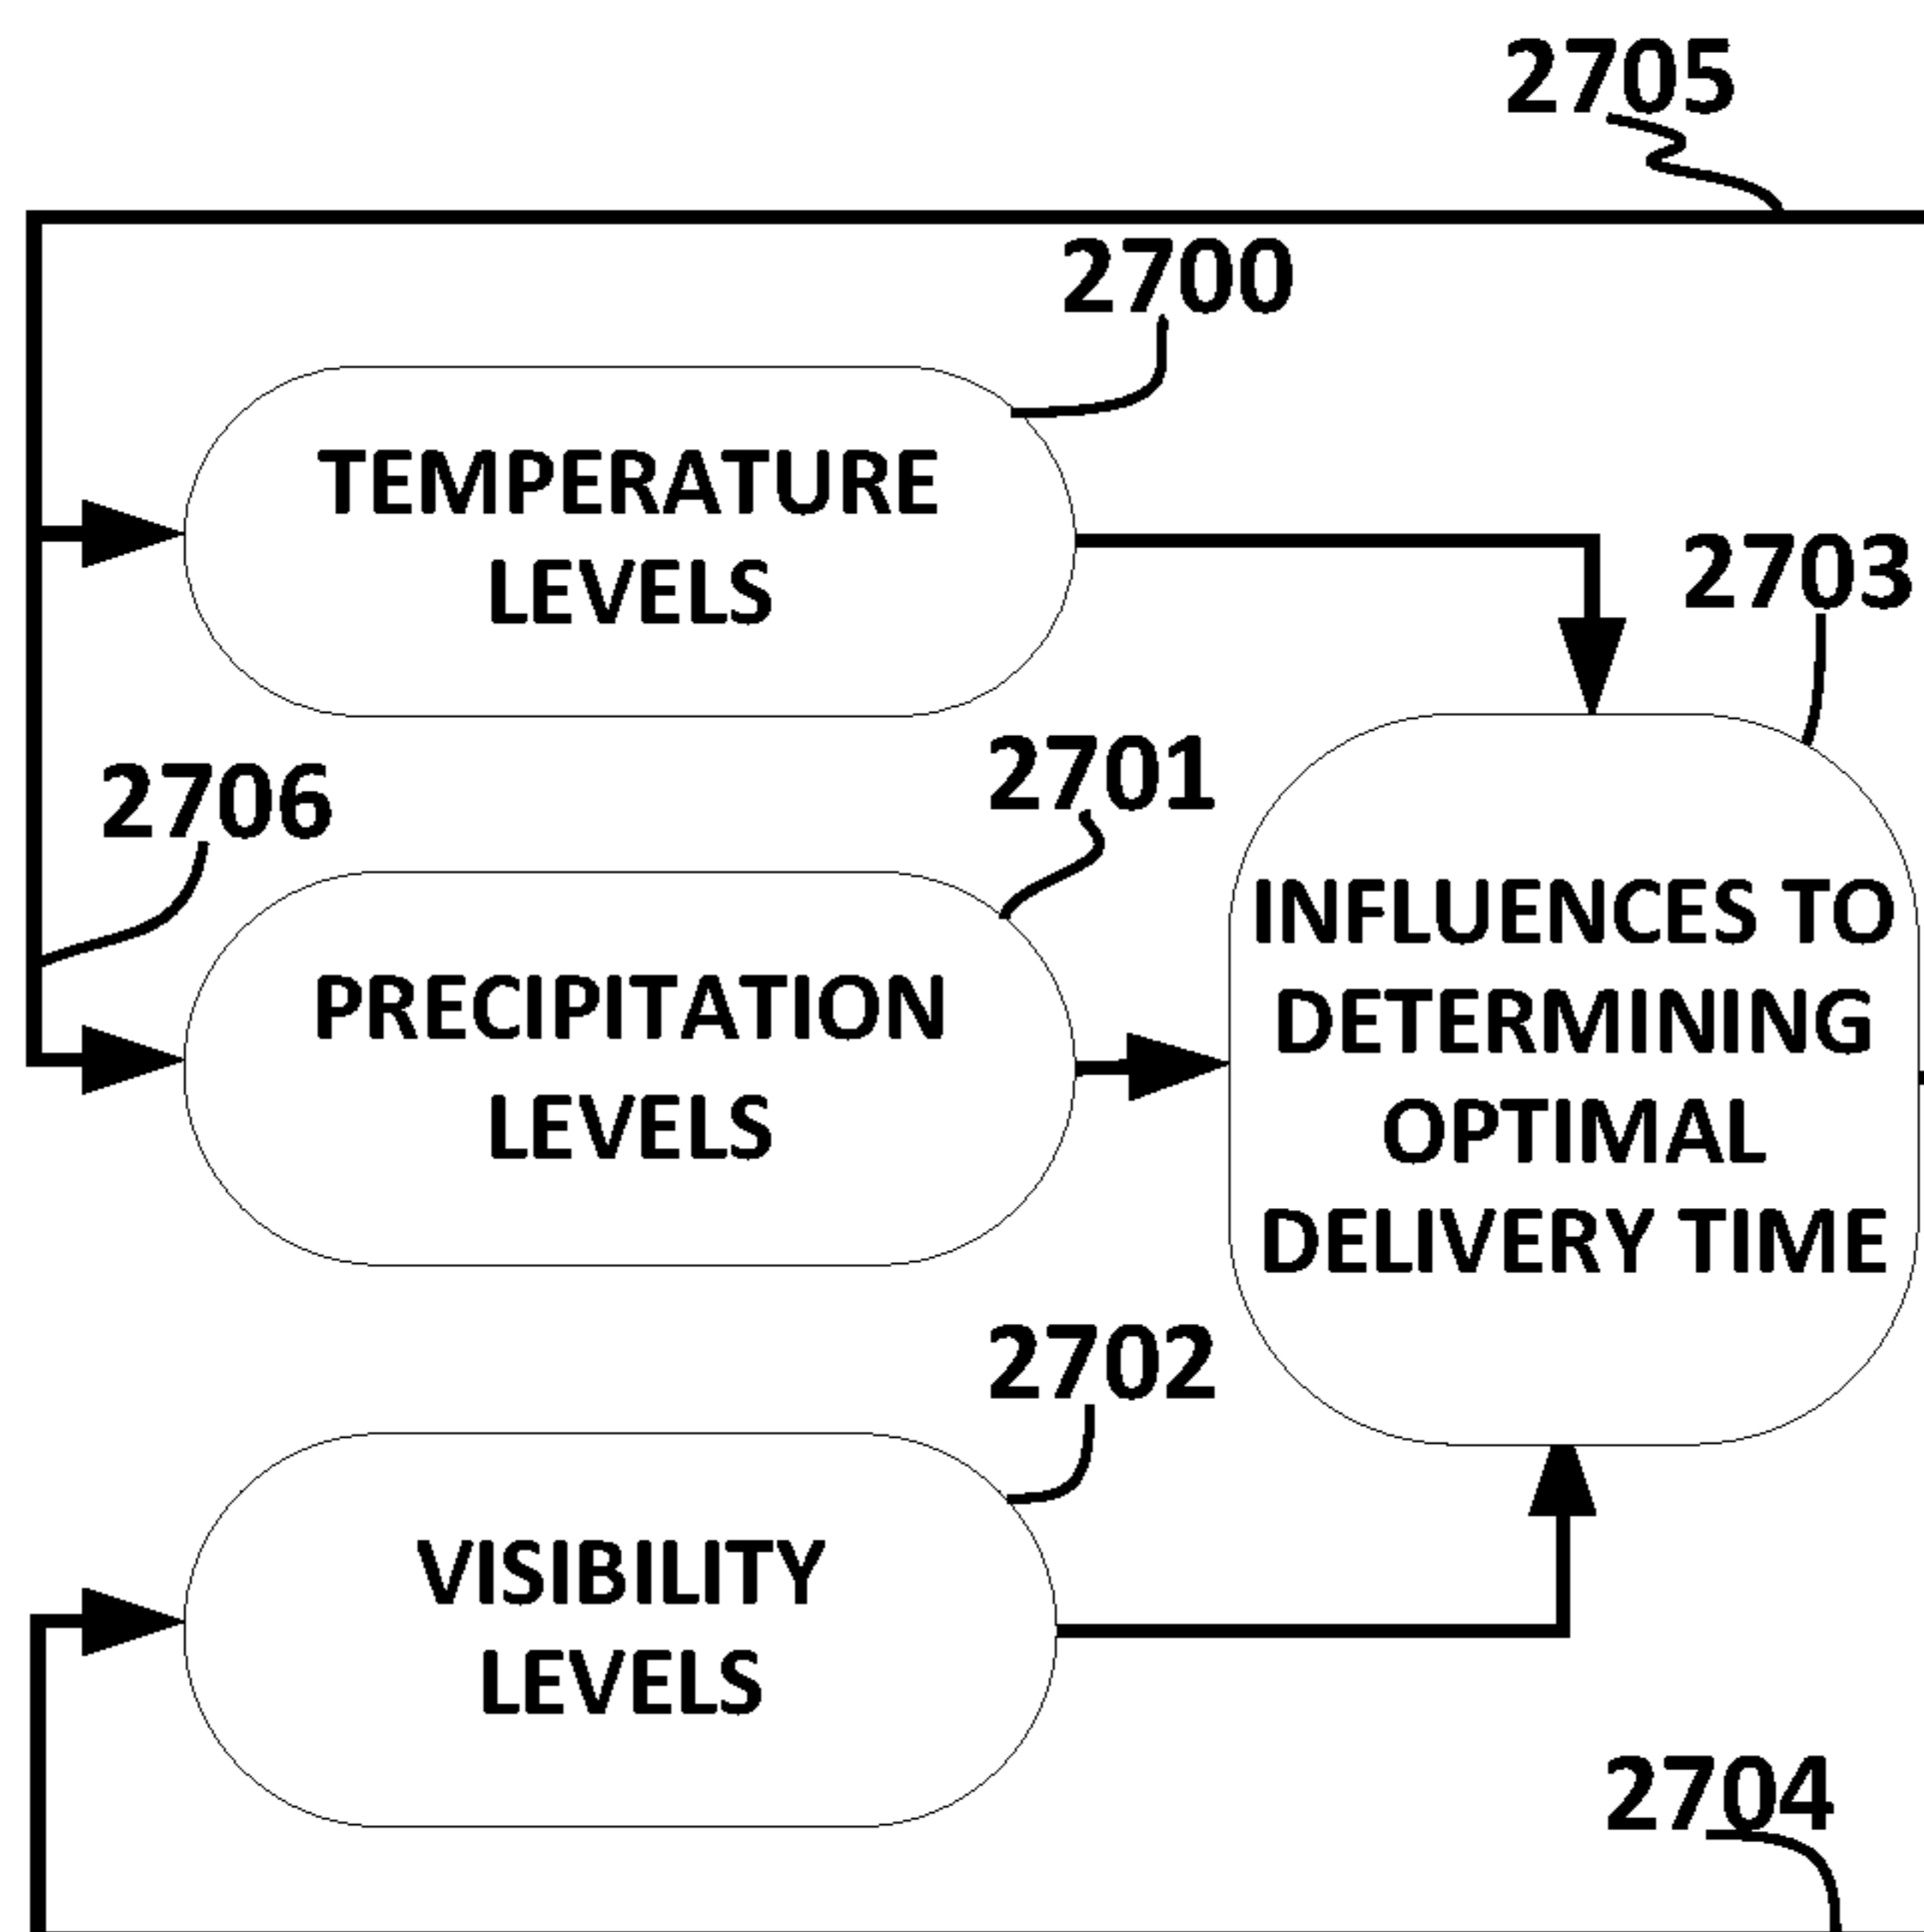 2705
2700
TEMPERATURE
LEVELS
2703
2706
2701
PRECIPITATION
LEVELS
INFLUENCES TO
DETERMINING
OPTIMAL
DELIVERY TIME
2702
VISIBILITY
LEVELS
2704